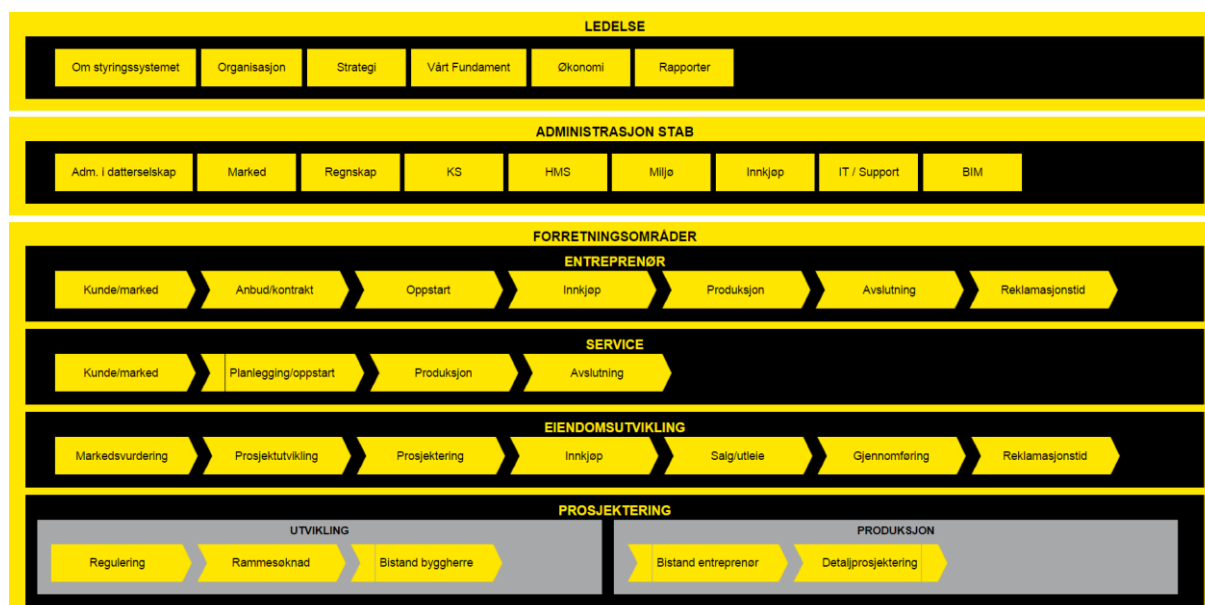 LEDELSE
Om styringssystemet
Organisasjon
Strategi
Vårt Fundament
Økonomi
Rapporter
ADMINISTRASJON STAB
Adm. i datterselskap
Marked
Regnskap
KS
HMS
Miljø
Innkjøp
IT / Support
BIM
FORRETNINGSOMRÅDER
ENTREPRENØR
Kunde/marked
Anbud/kontrakt
Oppstart
Innkjøp
Produksjon
Avslutning
Reklamasjonstid
SERVICE
Kunde/marked
Planlegging/oppstart
Produksjon
Avslutning
EIENDOMSUTVIKLING
Markedsvurdering
Prosjektutvikling
Prosjektering
Innkjøp
Salg/utleie
Gjennomføring
Reklamasjonstid
PROSJEKTERING
UTVIKLING
Regulering
Rammesøknad
Bistand byggherre
PRODUKSJON
Bistand entreprenør
Detaljprosjektering